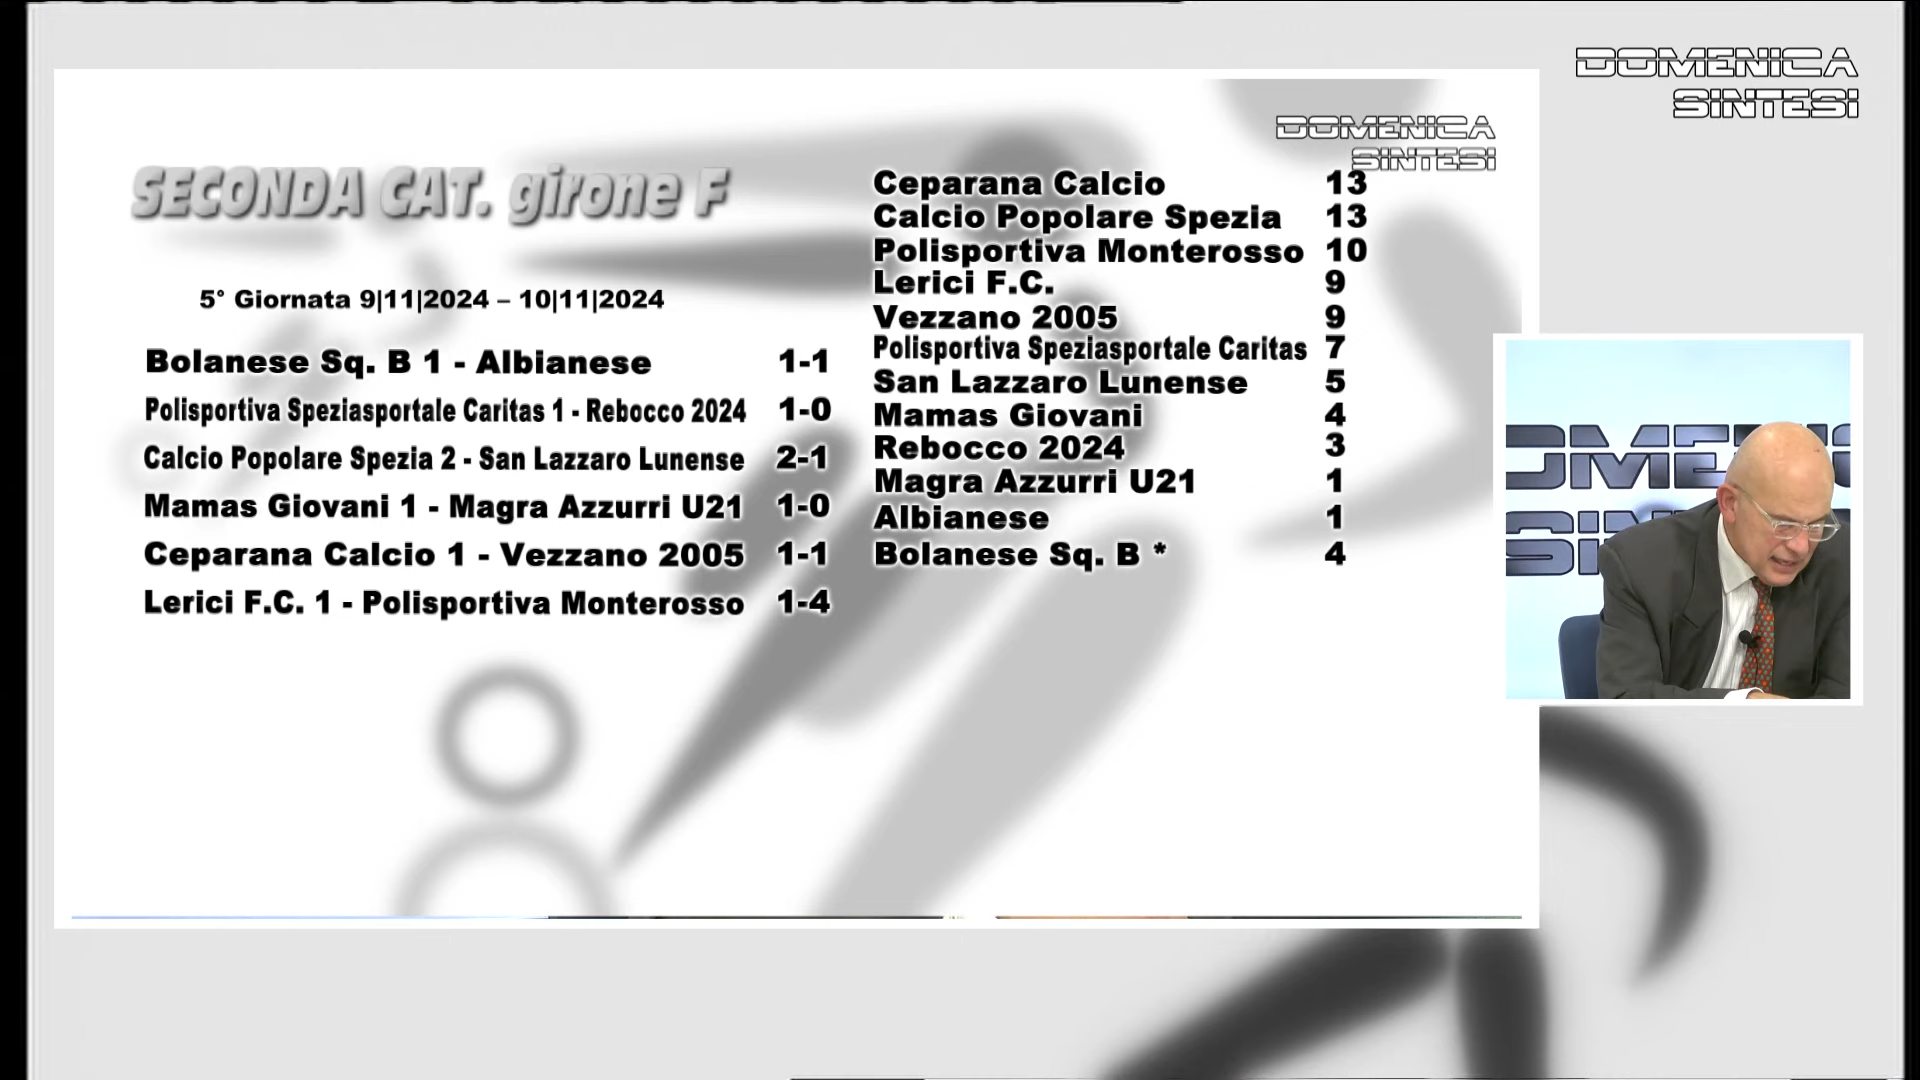 DOMENICA
SINTESI
DOMENICA
SINTESI
SECONDA CAT. girone F
5° Giornata 9|11|2024 – 10|11|2024
Bolanese Sq. B 1 - Albianese 1-1
Polisportiva Speziasportale Caritas 1 - Rebocco 2024 1-0
Calcio Popolare Spezia 2 - San Lazzaro Lunense 2-1
Mamas Giovani 1 - Magra Azzurri U21 1-0
Ceparana Calcio 1 - Vezzano 2005 1-1
Lerici F.C. 1 - Polisportiva Monterosso 1-4
Ceparana Calcio 13
Calcio Popolare Spezia 13
Polisportiva Monterosso 10
Lerici F.C. 9
Vezzano 2005 9
Polisportiva Speziasportale Caritas 7
San Lazzaro Lunense 5
Mamas Giovani 4
Rebocco 2024 3
Magra Azzurri U21 1
Albianese 1
Bolanese Sq. B * 4